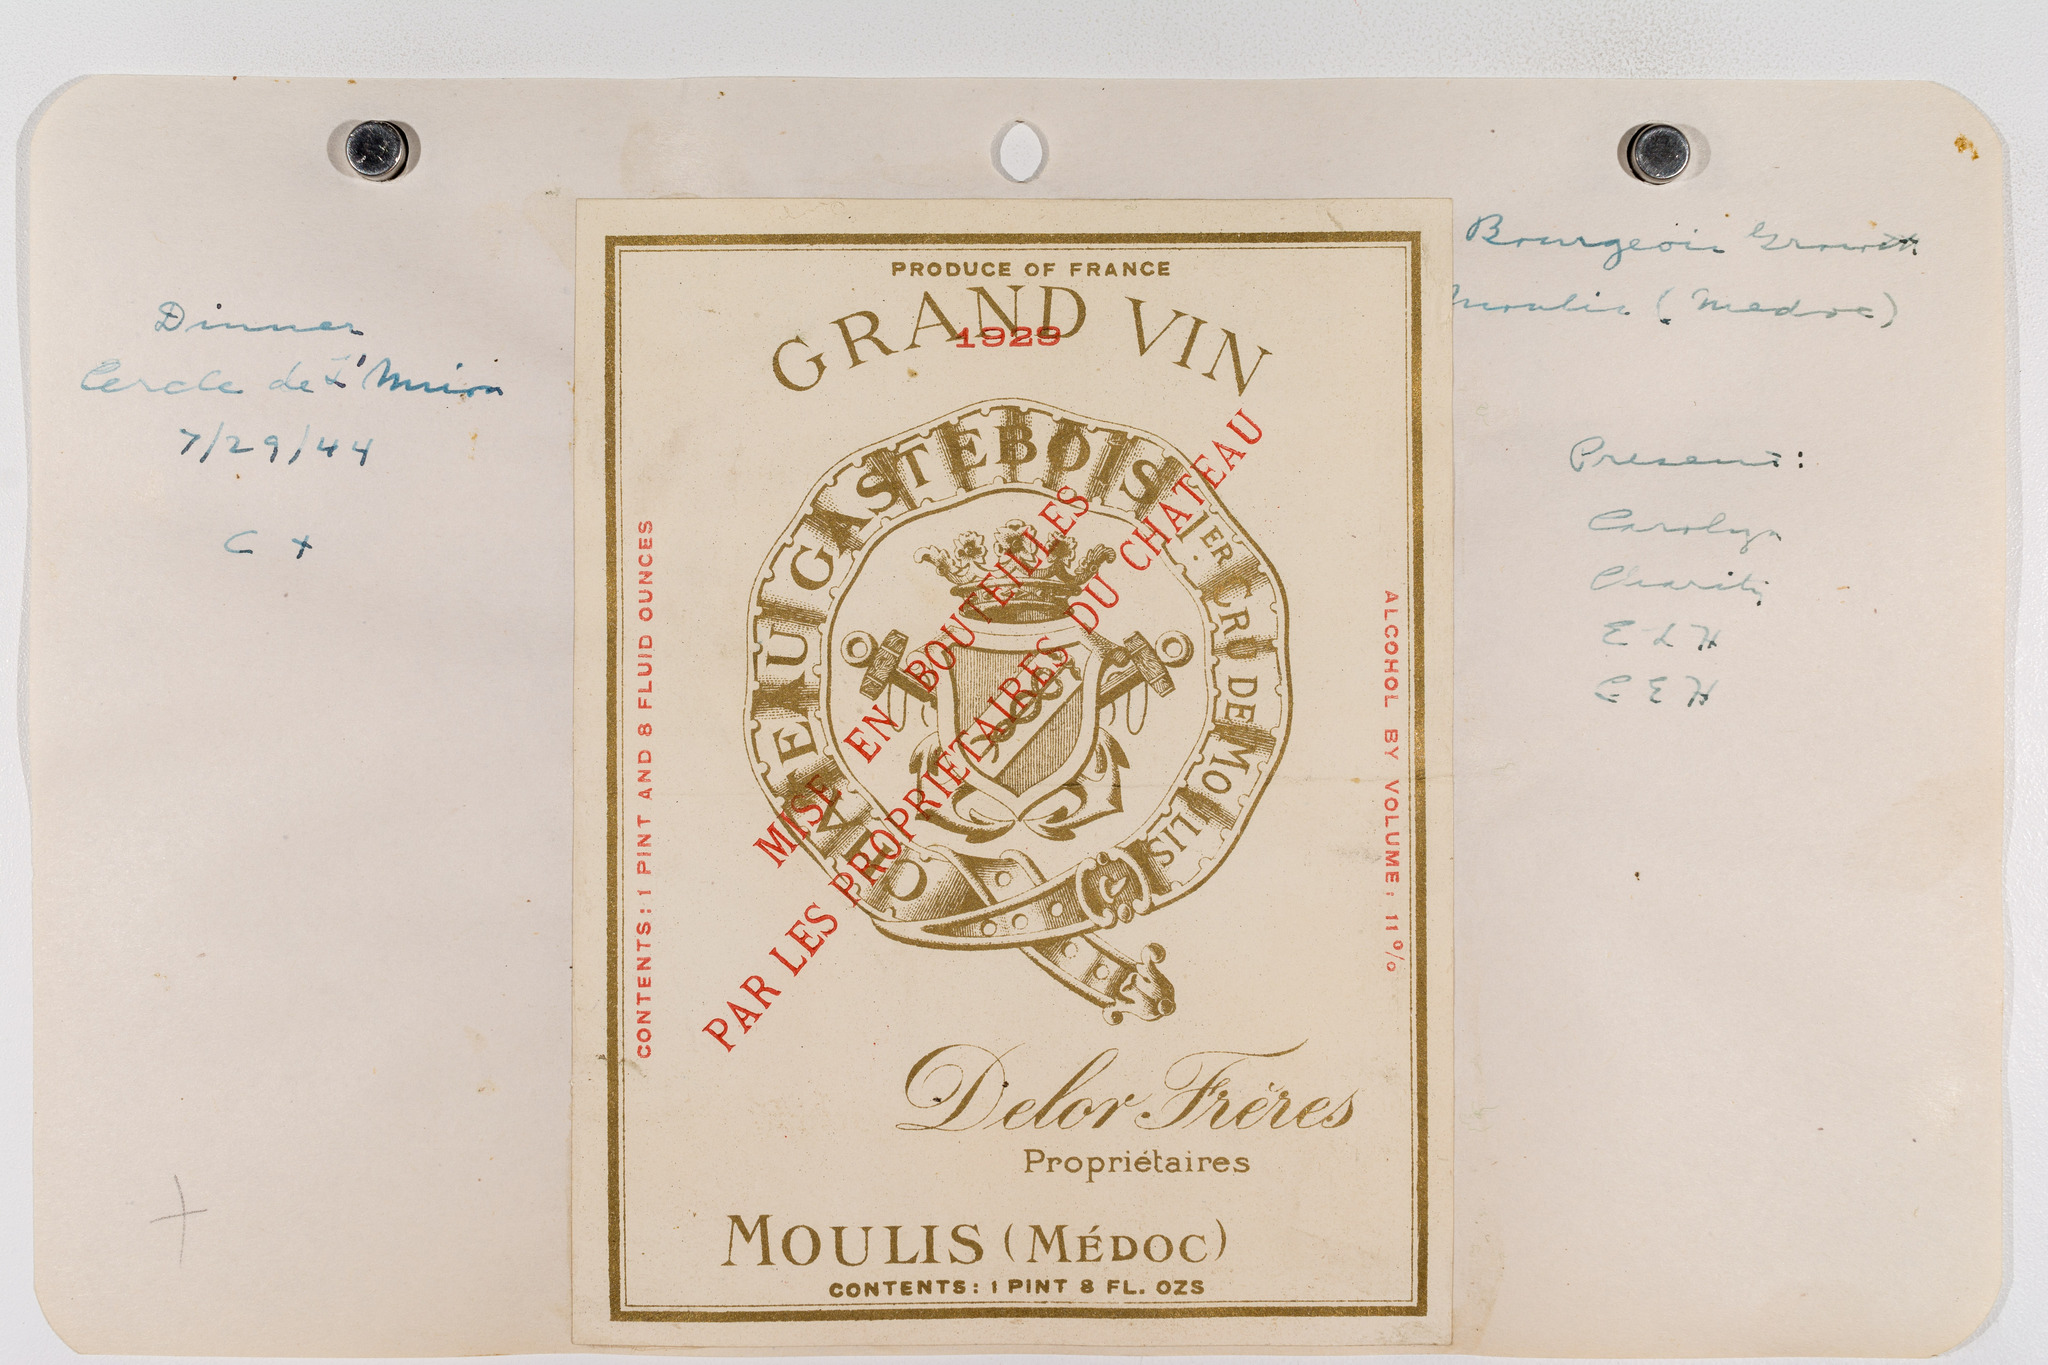 Dinner
Cercle de L'Union
7/29/44
C +
PRODUCE OF FRANCE
GRAND VIN
1929
CHATEAU CASTEBOIS 1ER CRU DE MOULIS
MISE EN BOUTEILLES
PAR LES PROPRIETAIRES DU CHATEAU
CONTENTS: 1 PINT AND 8 FLUID OUNCES
ALCOHOL BY VOLUME: 11%
Delor Frères
Propriétaires
MOULIS (MÉDOC)
CONTENTS: 1 PINT 8 FL. OZS
Bourgeois Growth
Moulis (Medoc)
Present:
Carolyn
Charity
E L H